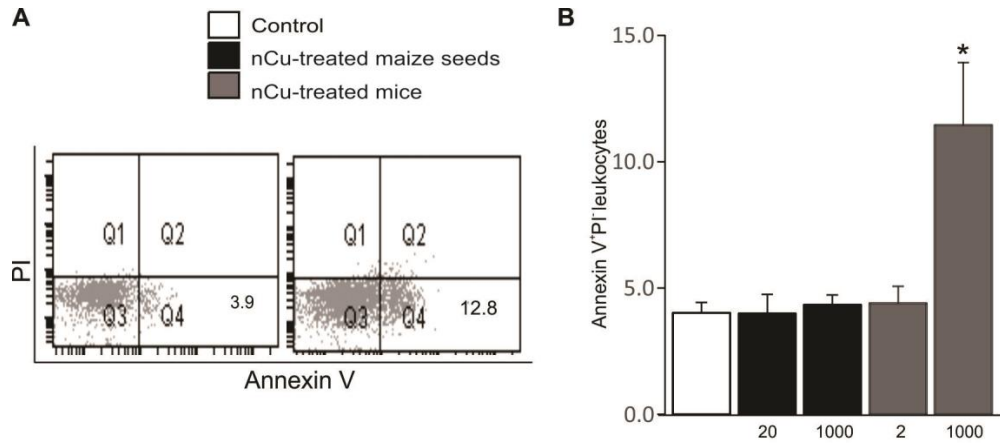 A
Control
nCu-treated maize seeds
nCu-treated mice
PI
Q1 Q2
Q3 Q4 3.9
Q1 Q2
Q3 Q4 12.8
Annexin V
B
Annexin V⁺PI⁻ leukocytes
15.0
10.0
5.0
0.0
*
20 1000 2 1000